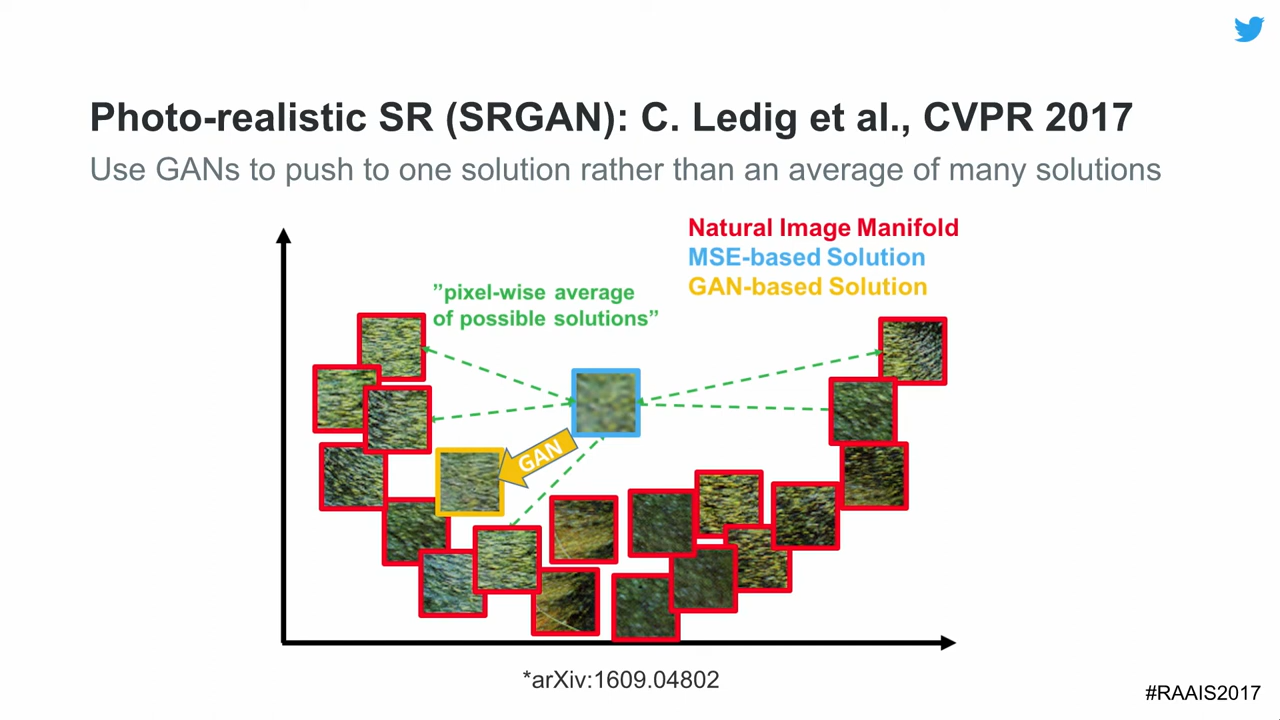 Photo-realistic SR (SRGAN): C. Ledig et al., CVPR 2017
Use GANs to push to one solution rather than an average of many solutions
Natural Image Manifold
MSE-based Solution
GAN-based Solution
”pixel-wise average
of possible solutions”
GAN
*arXiv:1609.04802
#RAAIS2017